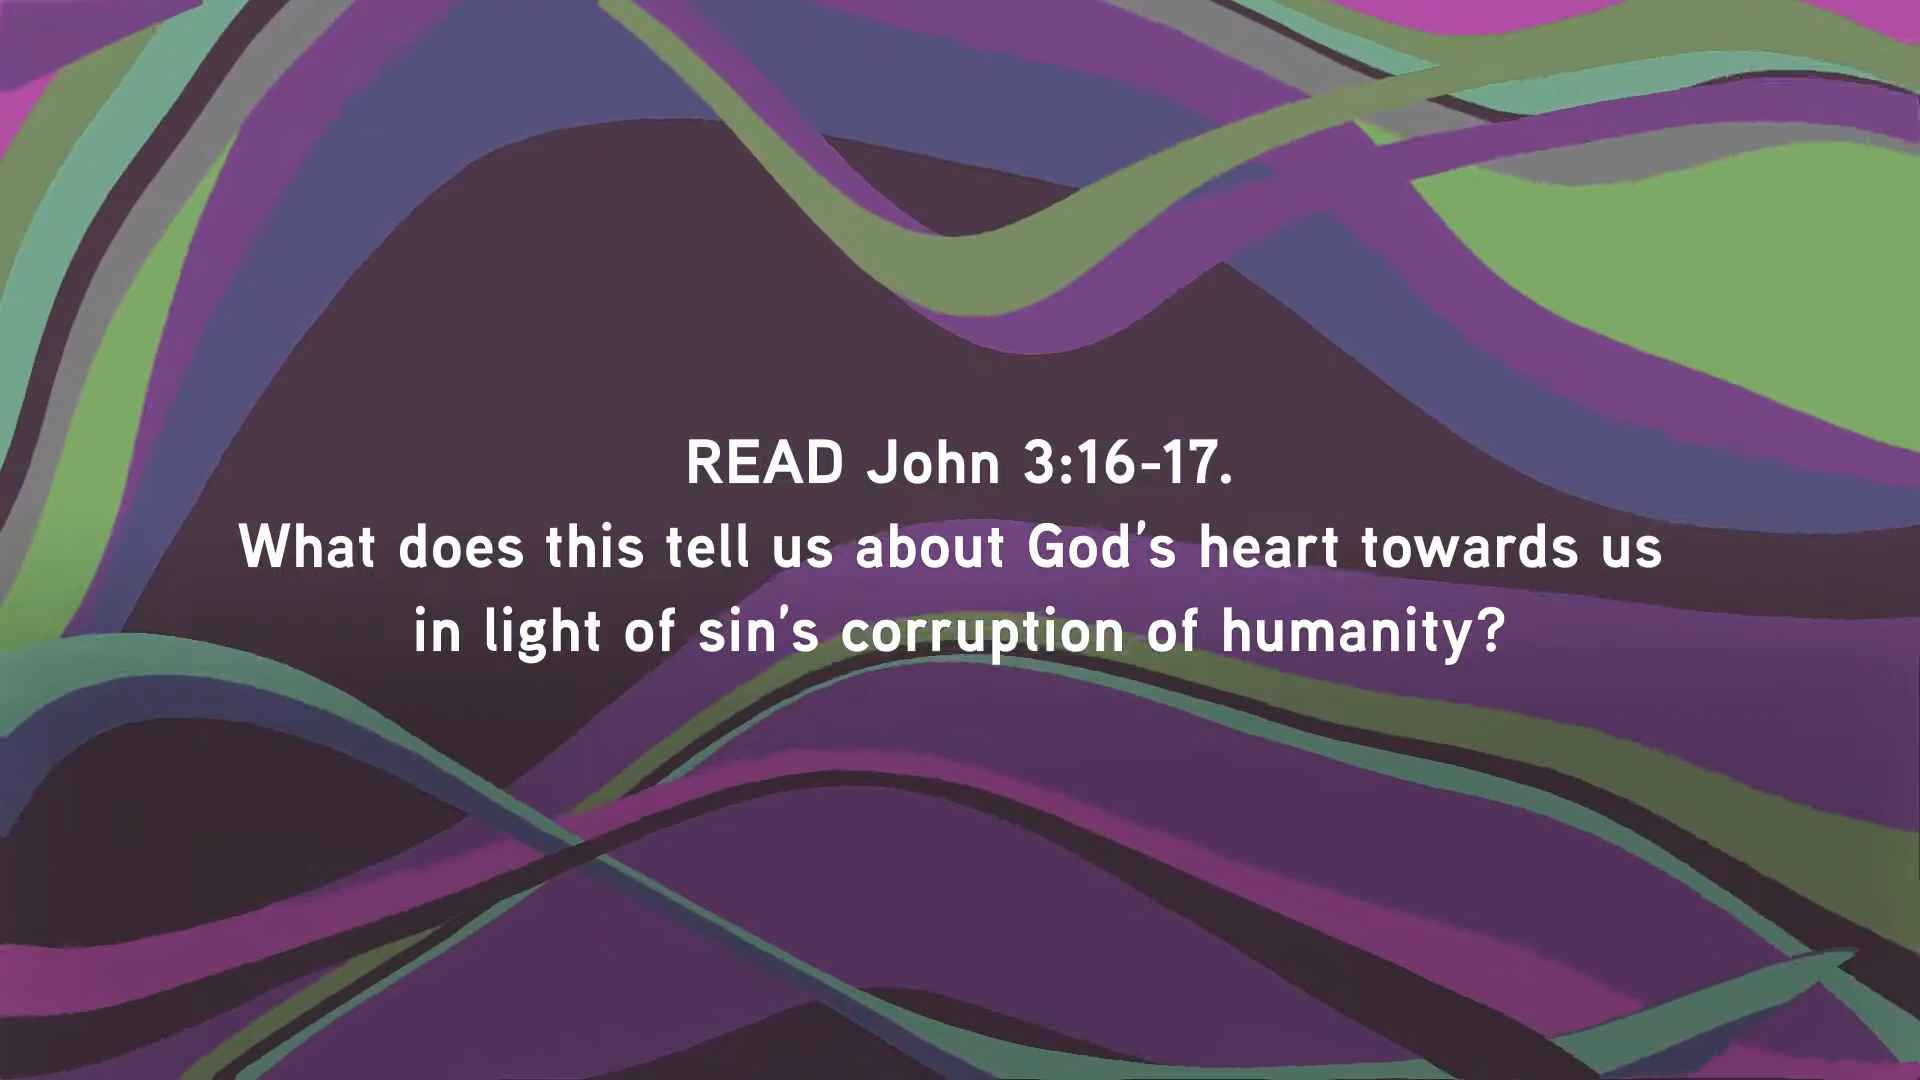 READ John 3:16-17.
What does this tell us about God's heart towards us
in light of sin's corruption of humanity?